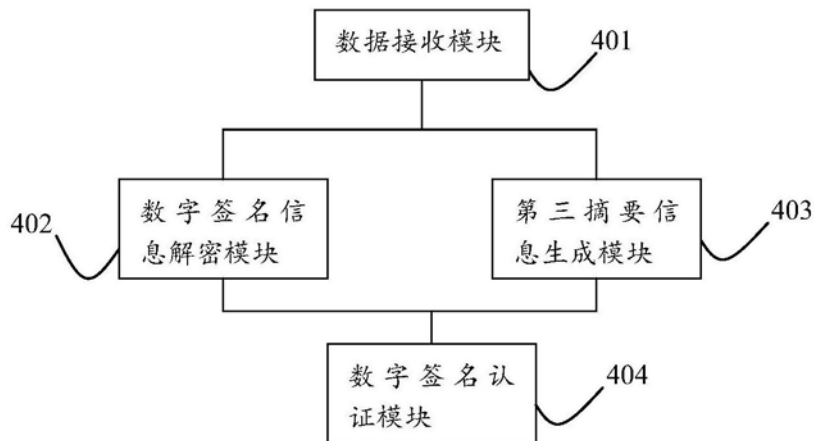 数据接收模块
401
数字签名信
息解密模块
402
第三摘要信
息生成模块
403
数字签名认
证模块
404